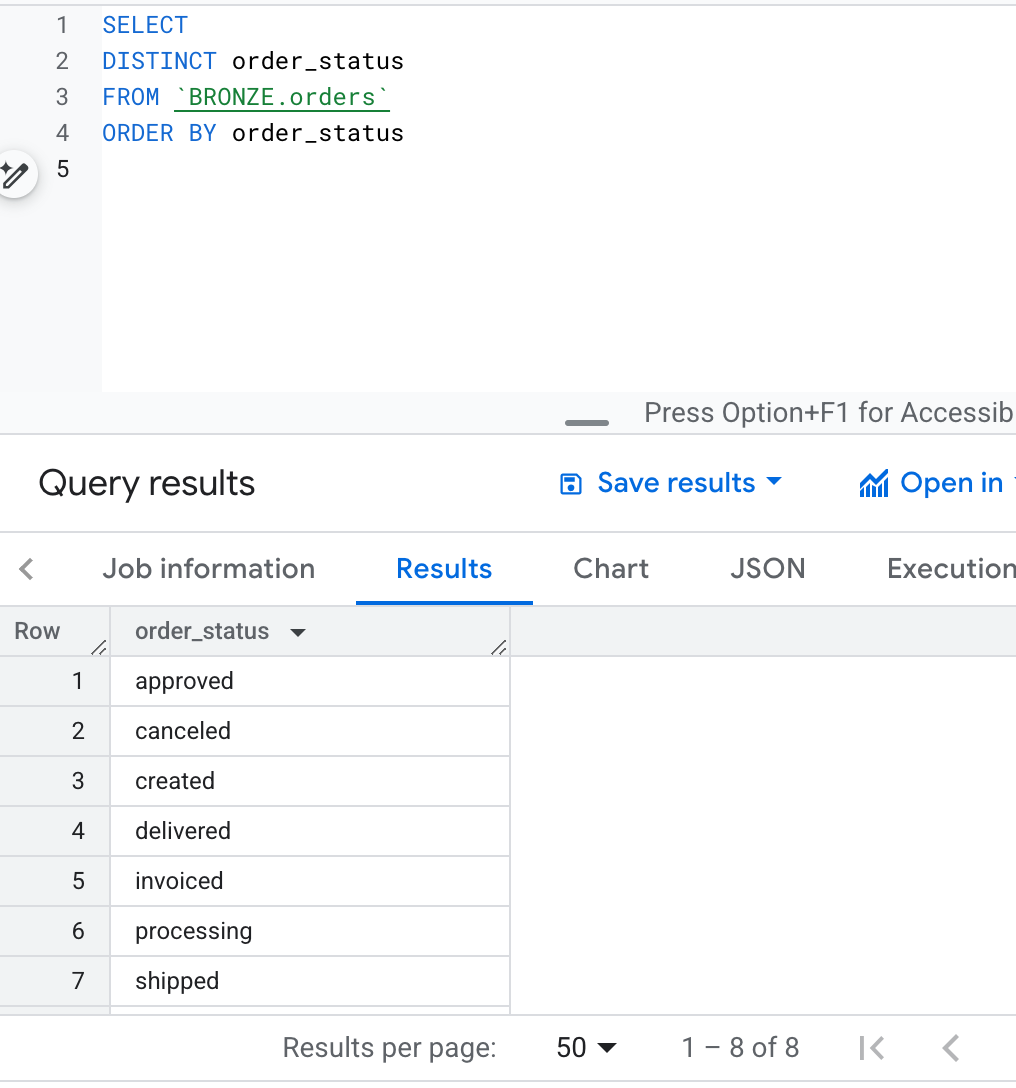 1 SELECT
2 DISTINCT order_status
3 FROM `BRONZE.orders`
4 ORDER BY order_status
5
Press Option+F1 for Accessib
Query results Save results Open in
Job information Results Chart JSON Execution
Row order_status
1 approved
2 canceled
3 created
4 delivered
5 invoiced
6 processing
7 shipped
Results per page: 50 1 – 8 of 8